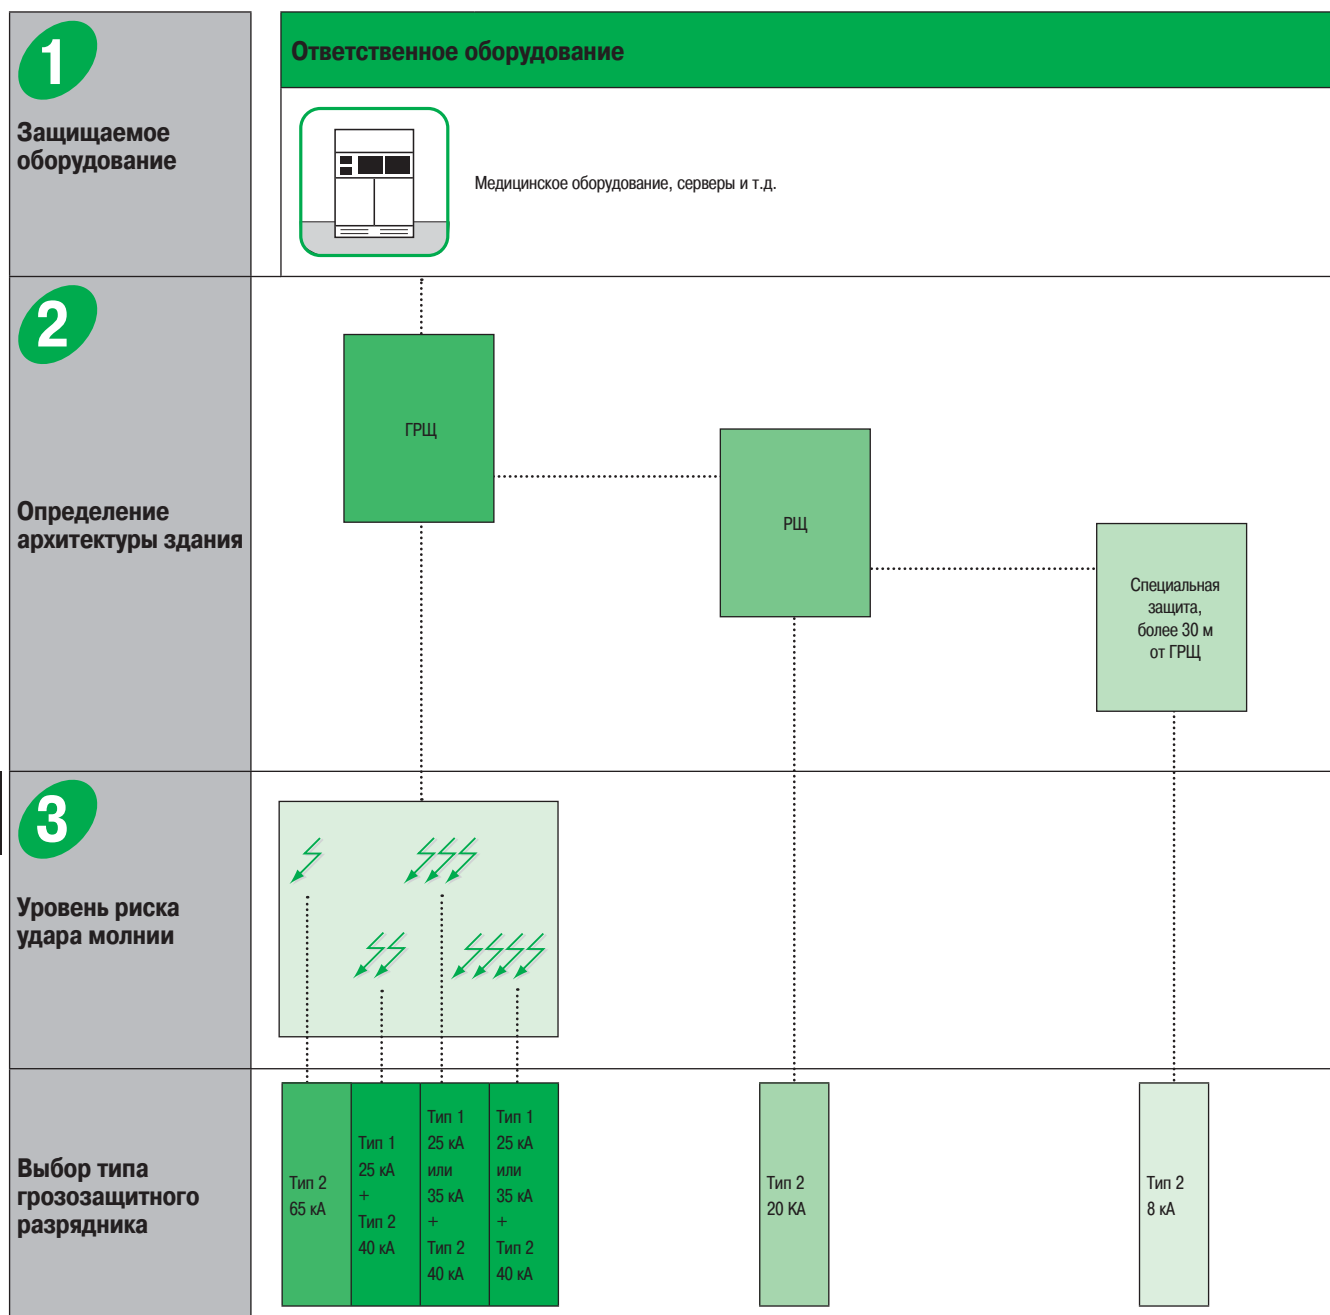 1
Защищаемое
оборудование
Ответственное оборудование
Медицинское оборудование, серверы и т.д.
2
Определение
архитектуры здания
ГРЩ
РЩ
Специальная
защита,
более 30 м
от ГРЩ
3
Уровень риска
удара молнии
Выбор типа
грозозащитного
разрядника
Тип 2
65 кА
Тип 1
25 кА
+
Тип 2
40 кА
Тип 1
25 кА
или
35 кА
+
Тип 2
40 кА
Тип 1
25 кА
или
35 кА
+
Тип 2
40 кА
Тип 2
20 КА
Тип 2
8 кА